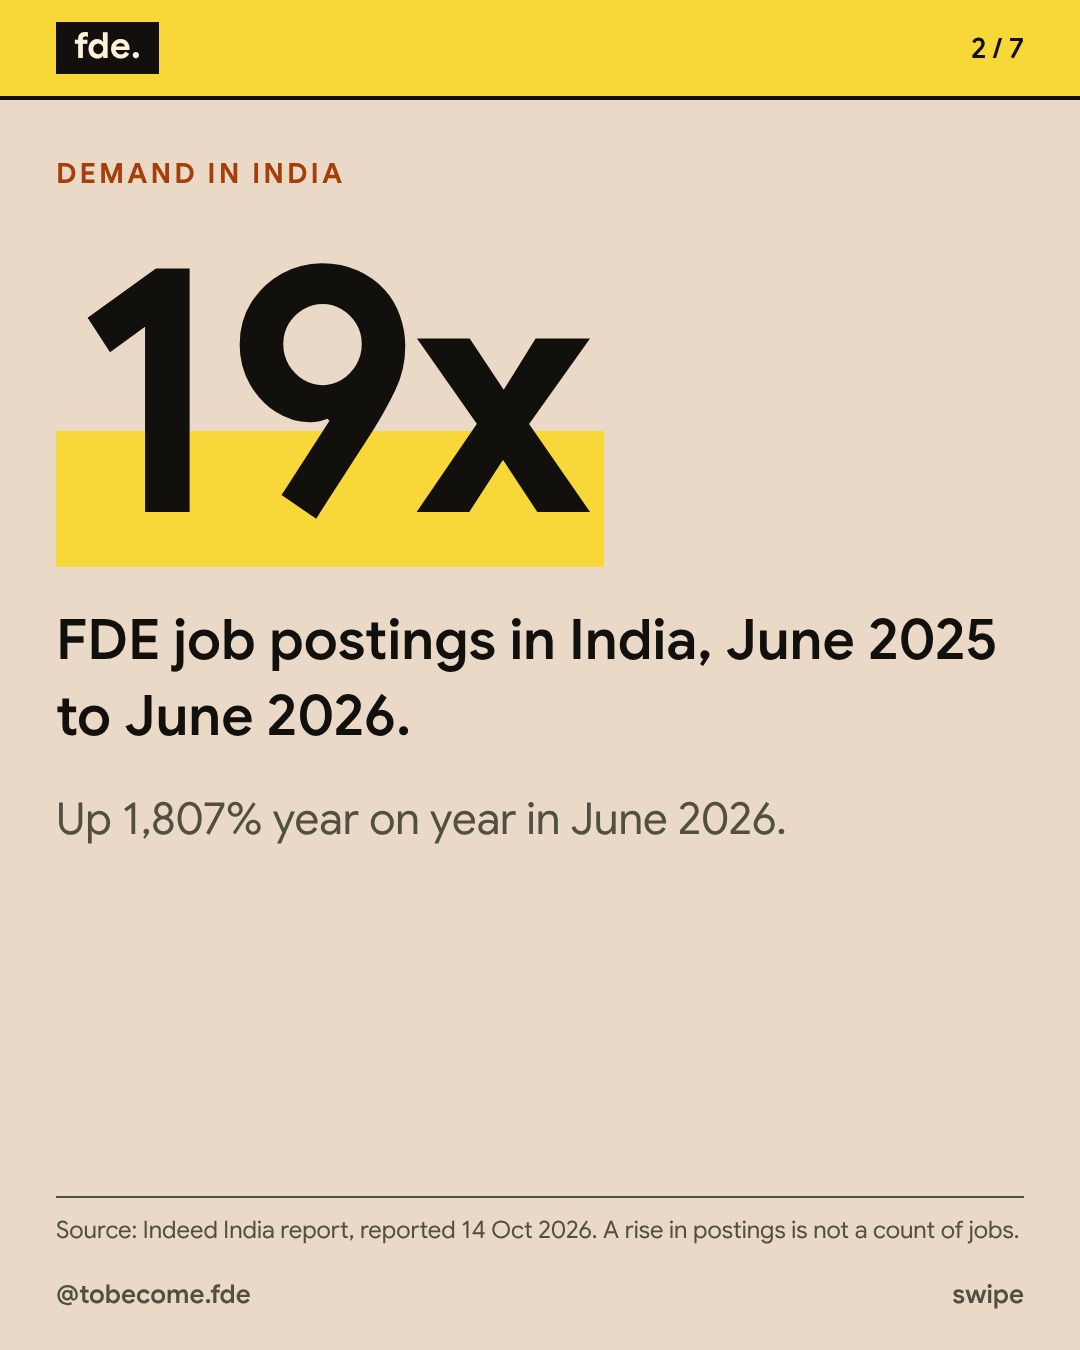 fde.
2 / 7
DEMAND IN INDIA
19x
FDE job postings in India, June 2025
to June 2026.
Up 1,807% year on year in June 2026.
Source: Indeed India report, reported 14 Oct 2026. A rise in postings is not a count of jobs.
@tobecome.fde
swipe